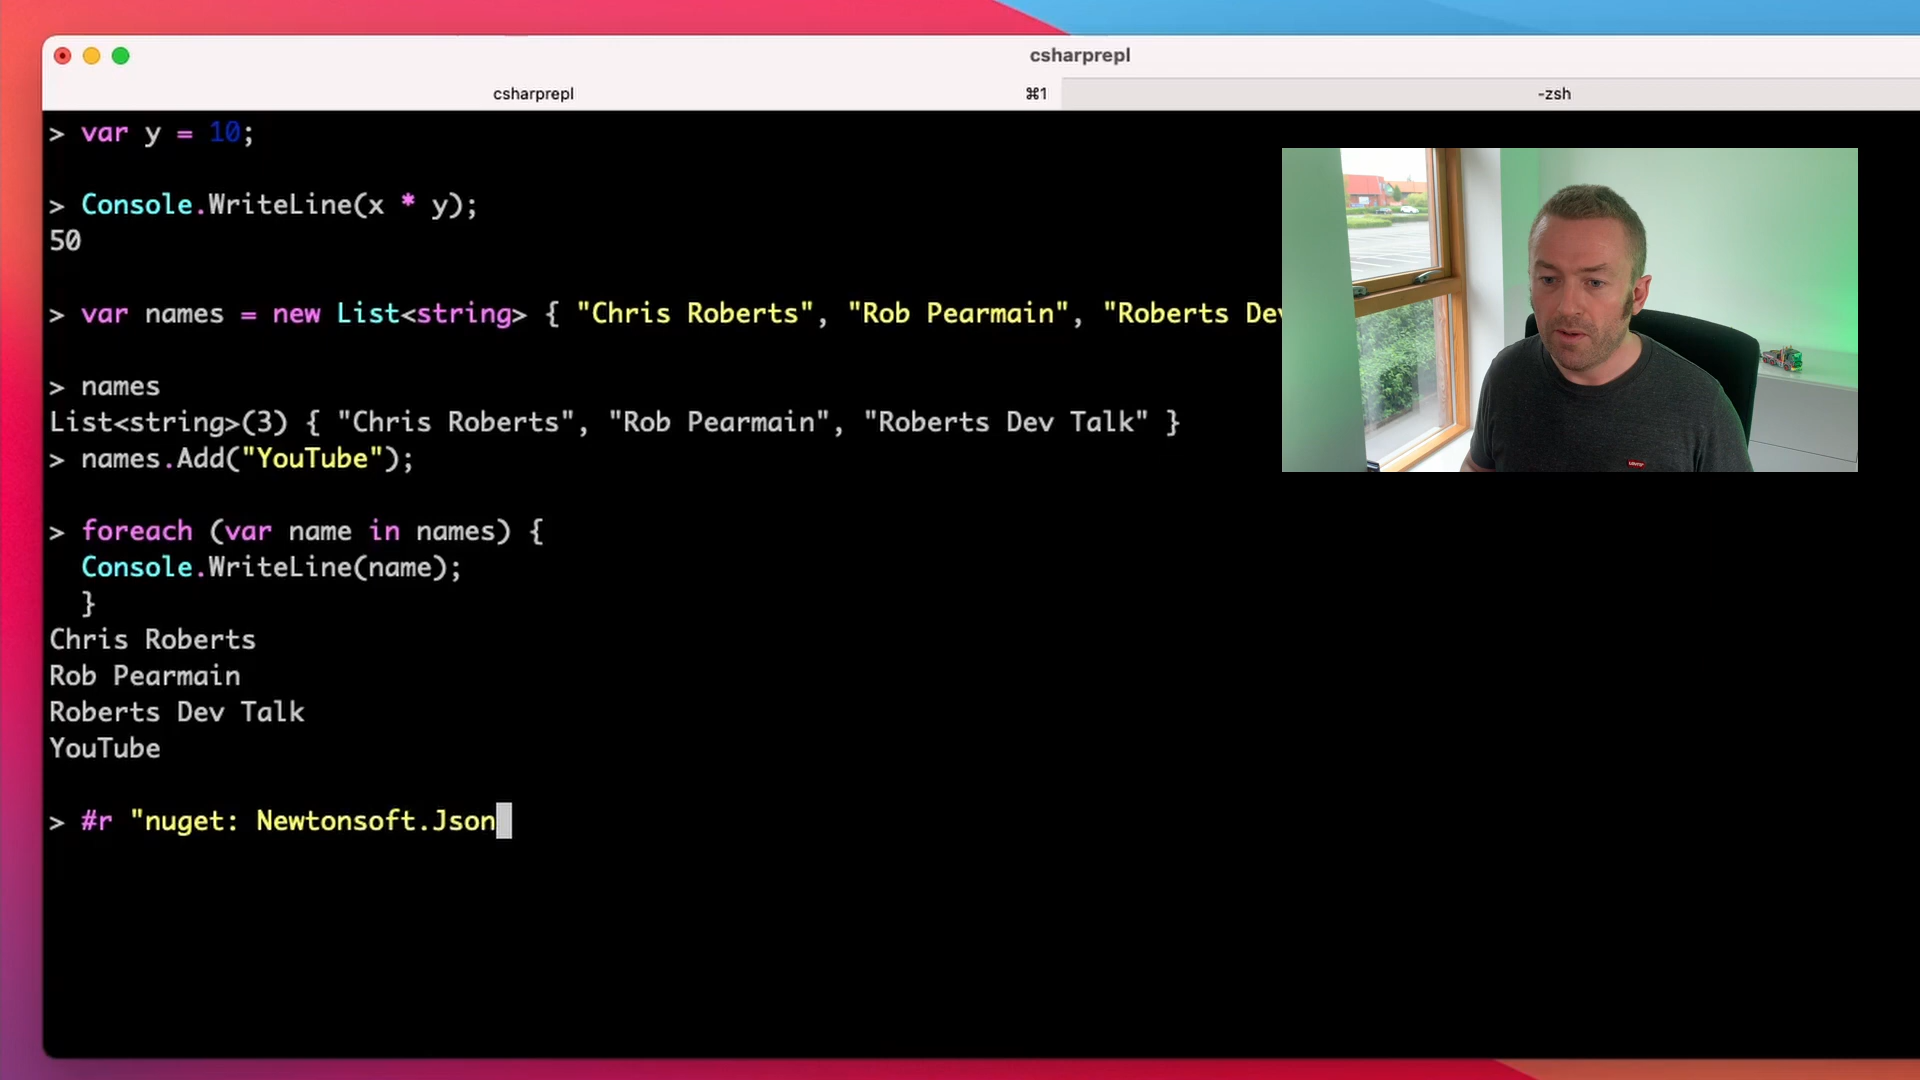 csharprepl
csharprepl ⌘1 -zsh
> var y = 10;
> Console.WriteLine(x * y);
50
> var names = new List<string> { "Chris Roberts", "Rob Pearmain", "Roberts Dev
> names
List<string>(3) { "Chris Roberts", "Rob Pearmain", "Roberts Dev Talk" }
> names.Add("YouTube");
> foreach (var name in names) {
Console.WriteLine(name);
}
Chris Roberts
Rob Pearmain
Roberts Dev Talk
YouTube
> #r "nuget: Newtonsoft.Json